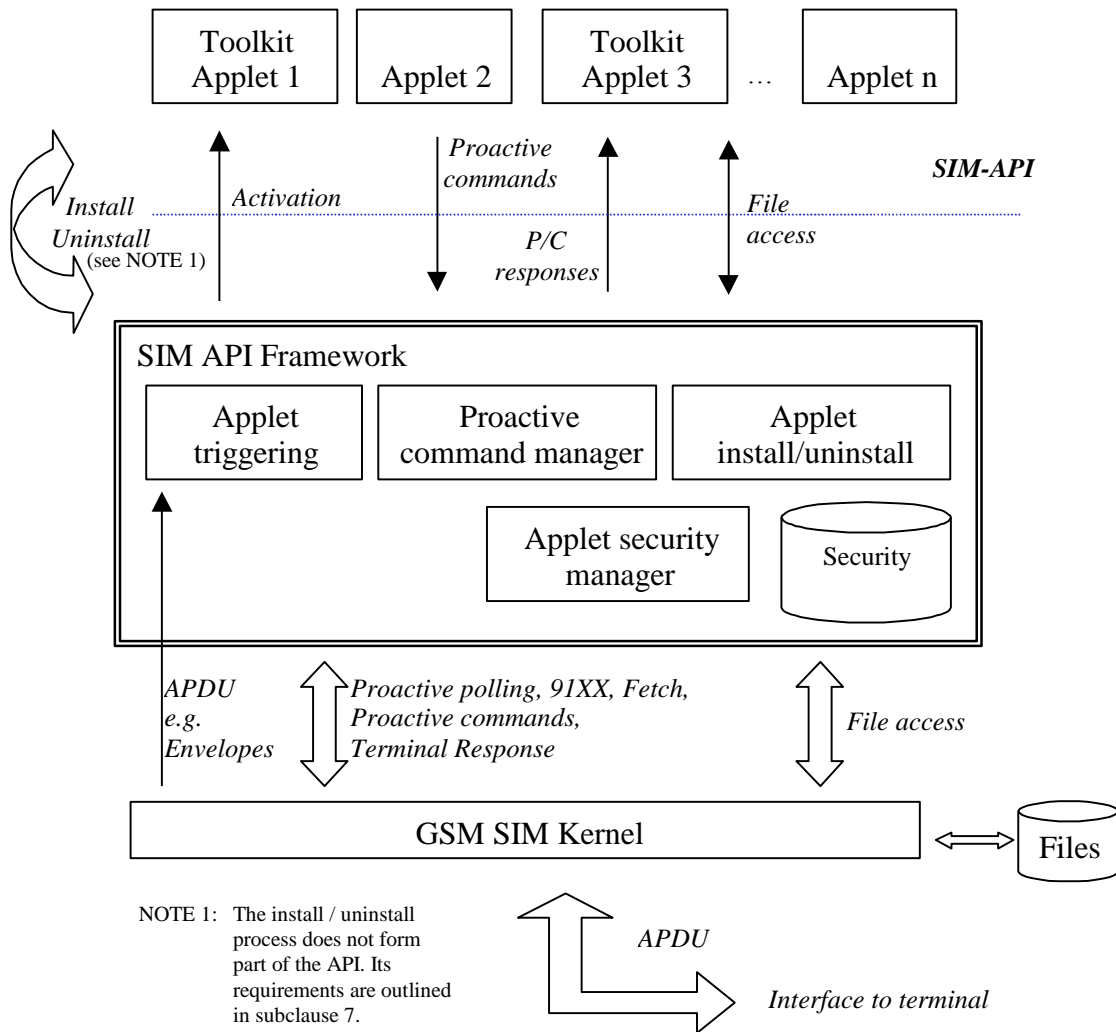 Toolkit
Applet 1
Applet 2
Toolkit
Applet 3
...
Applet n
Proactive
commands
SIM-API
Install
Uninstall
(see NOTE 1)
Activation
File
access
P/C
responses
SIM API Framework
Applet
triggering
Proactive
command manager
Applet
install/uninstall
Applet security
manager
Security
APDU
e.g.
Envelopes
Proactive polling, 91XX, Fetch,
Proactive commands,
Terminal Response
File access
GSM SIM Kernel
Files
NOTE 1: The install / uninstall
process does not form
part of the API. Its
requirements are outlined
in subclause 7.
APDU
Interface to terminal